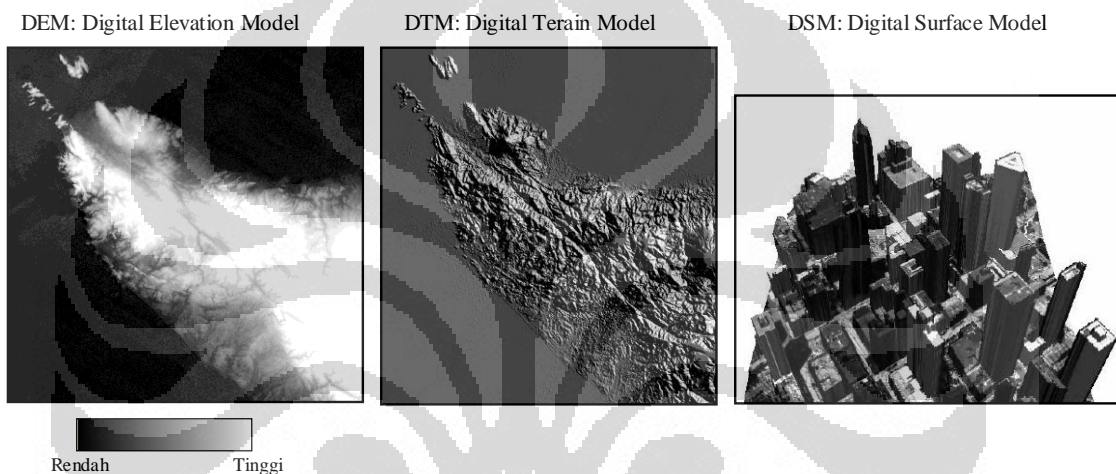 DEM: Digital Elevation Model
DTM: Digital Terain Model
DSM: Digital Surface Model
Rendah
Tinggi